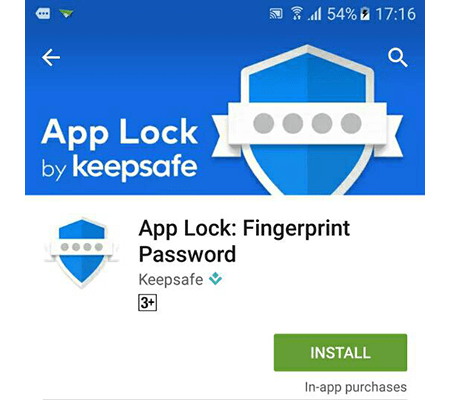 54% 17:16
App Lock
by keepsafe
App Lock: Fingerprint
Password
Keepsafe
3+
INSTALL
In-app purchases